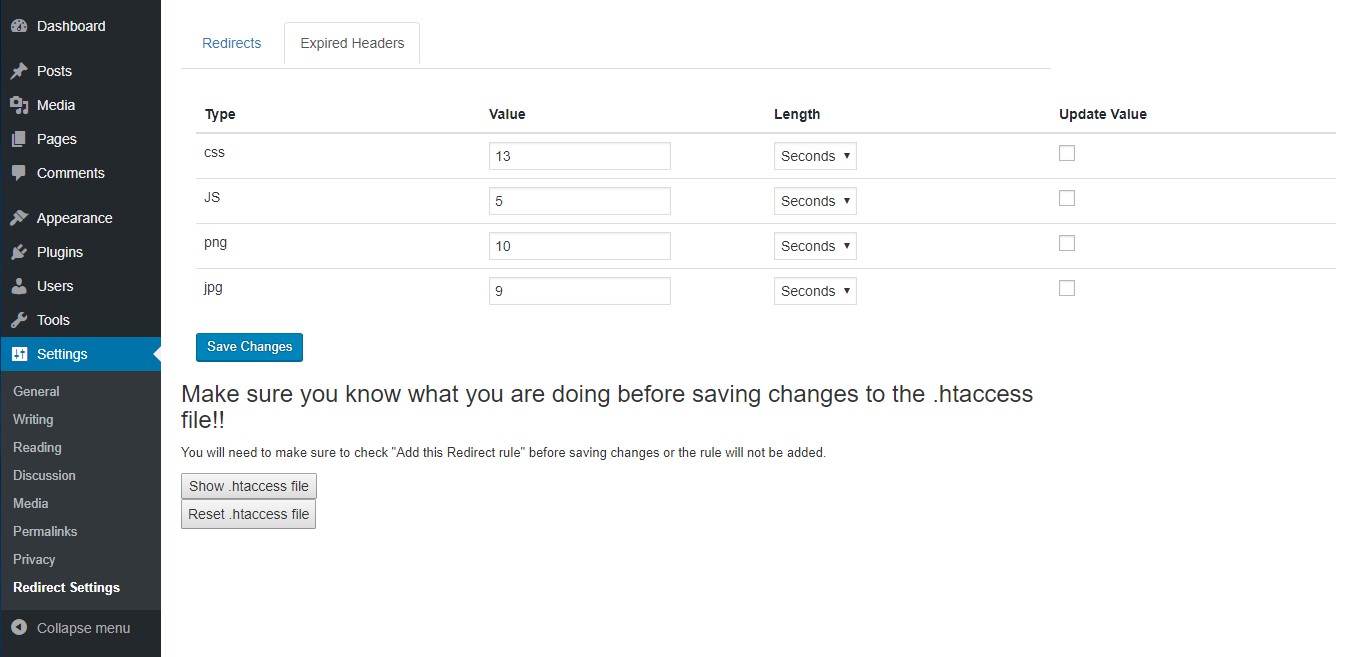 Dashboard
Posts
Media
Pages
Comments
Appearance
Plugins
Users
Tools
Settings
General
Writing
Reading
Discussion
Media
Permalinks
Privacy
Redirect Settings
Collapse menu
Redirects Expired Headers
Type Value Length Update Value
css 13 Seconds
JS 5 Seconds
png 10 Seconds
jpg 9 Seconds
Save Changes
Make sure you know what you are doing before saving changes to the .htaccess
file!!
You will need to make sure to check "Add this Redirect rule" before saving changes or the rule will not be added.
Show .htaccess file
Reset .htaccess file